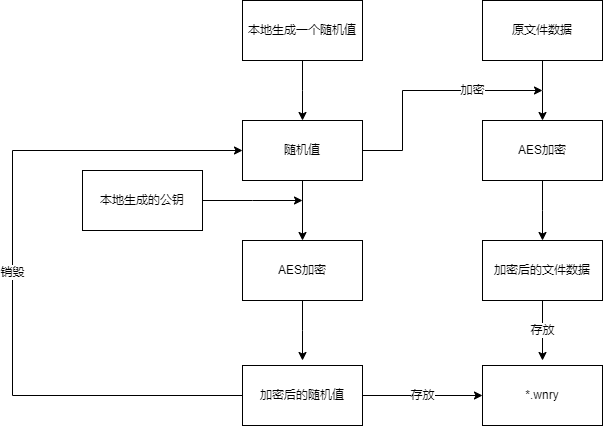 本地生成一个随机值
原文件数据
加密
随机值
AES加密
本地生成的公钥
销毁
AES加密
加密后的文件数据
存放
加密后的随机值
存放
*.wnry